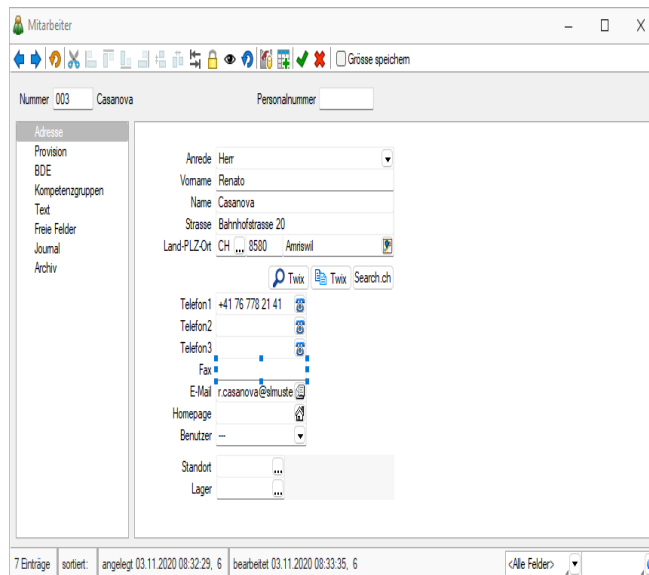 Mitarbeiter
Grösse speichern
Nummer 003 Casanova Personalnummer
Adresse
Provision
BDE
Kompetenzgruppen
Text
Freie Felder
Journal
Archiv
Anrede Herr
Vorname Renato
Name Casanova
Strasse Bahnhofstrasse 20
Land-PLZ-Ort CH ... 8580 Amriswil
Twix Twix Search.ch
Telefon1 +41 76 778 21 41
Telefon2
Telefon3
Fax
E-Mail r.casanova@slmuste
Homepage
Benutzer ---
Standort ...
Lager ...
7 Einträge sortiert: angelegt 03.11.2020 08:32:29, 6 bearbeitet 03.11.2020 08:33:35, 6 <Alle Felder>